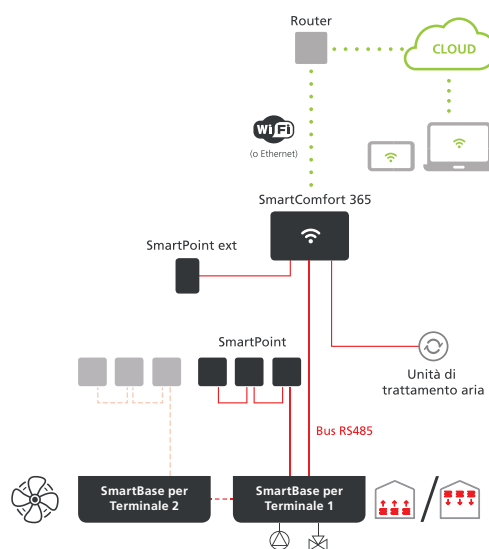 Router
CLOUD
WiFi
(o Ethernet)
SmartComfort 365
SmartPoint ext
SmartPoint
Unità di
trattamento aria
Bus RS485
SmartBase per
Terminale 2
SmartBase per
Terminale 1